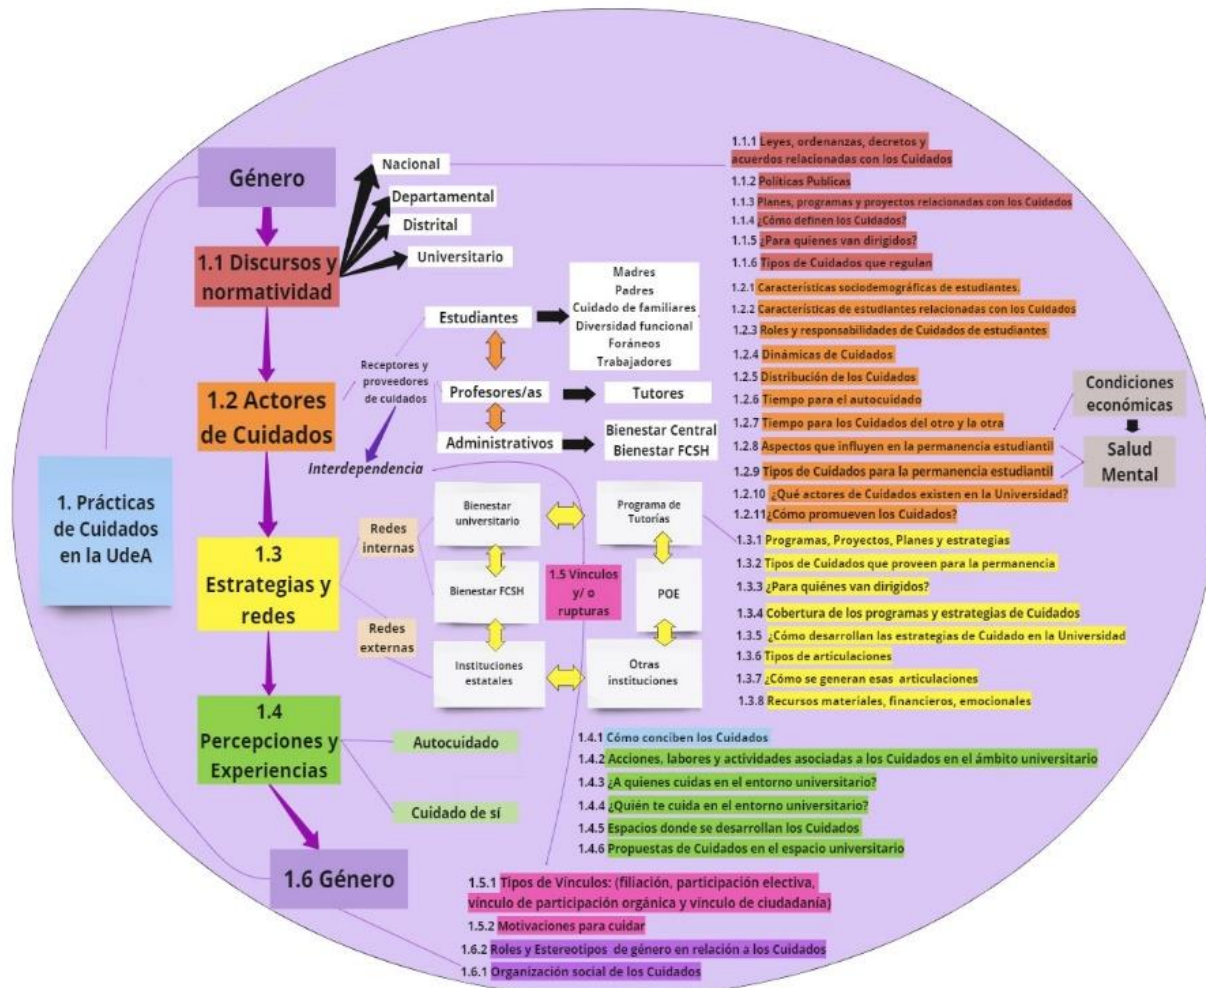 Género
1.1 Discursos y
normatividad
Nacional
Departamental
Distrital
Universitario
1.2 Actores
de Cuidados
Receptores y
proveedores
de cuidados
Interdependencia
Estudiantes
Profesores/as
Administrativos
Madres
Padres
Cuidado de familiares
Diversidad funcional
Foráneos
Trabajadores
Tutores
Bienestar Central
Bienestar FCSH
1. Prácticas
de Cuidados
en la UdeA
1.3
Estrategias y
redes
Redes
internas
Redes
externas
Bienestar
universitario
Bienestar FCSH
Instituciones
estatales
1.5 Vínculos
y/ o
rupturas
Programa de
Tutorías
POE
Otras
instituciones
1.4
Percepciones y
Experiencias
Autocuidado
Cuidado de sí
1.6 Género
1.1.1 Leyes, ordenanzas, decretos y
acuerdos relacionadas con los Cuidados
1.1.2 Políticas Publicas
1.1.3 Planes, programas y proyectos relacionadas con los Cuidados
1.1.4 ¿Cómo definen los Cuidados?
1.1.5 ¿Para quienes van dirigidos?
1.1.6 Tipos de Cuidados que regulan
1.2.1 Características sociodemográficas de estudiantes.
1.2.2 Características de estudiantes relacionadas con los Cuidados
1.2.3 Roles y responsabilidades de Cuidados de estudiantes
1.2.4 Dinámicas de Cuidados
1.2.5 Distribución de los Cuidados
1.2.6 Tiempo para el autocuidado
1.2.7 Tiempo para los Cuidados del otro y la otra
1.2.8 Aspectos que influyen en la permanencia estudiantil
1.2.9 Tipos de Cuidados para la permanencia estudiantil
1.2.10 ¿Qué actores de Cuidados existen en la Universidad?
1.2.11 ¿Cómo promueven los Cuidados?
Condiciones
económicas
Salud
Mental
1.3.1 Programas, Proyectos, Planes y estrategias
1.3.2 Tipos de Cuidados que proveen para la permanencia
1.3.3 ¿Para quiénes van dirigidos?
1.3.4 Cobertura de los programas y estrategias de Cuidados
1.3.5 ¿Cómo desarrollan las estrategias de Cuidado en la Universidad
1.3.6 Tipos de articulaciones
1.3.7 ¿Cómo se generan esas articulaciones
1.3.8 Recursos materiales, financieros, emocionales
1.4.1 Cómo conciben los Cuidados
1.4.2 Acciones, labores y actividades asociadas a los Cuidados en el ámbito universitario
1.4.3 ¿A quienes cuidas en el entorno universitario?
1.4.4 ¿Quién te cuida en el entorno universitario?
1.4.5 Espacios donde se desarrollan los Cuidados
1.4.6 Propuestas de Cuidados en el espacio universitario
1.5.1 Tipos de Vínculos: (filiación, participación electiva,
vínculo de participación orgánica y vínculo de ciudadanía)
1.5.2 Motivaciones para cuidar
1.6.2 Roles y Estereotipos de género en relación a los Cuidados
1.6.1 Organización social de los Cuidados